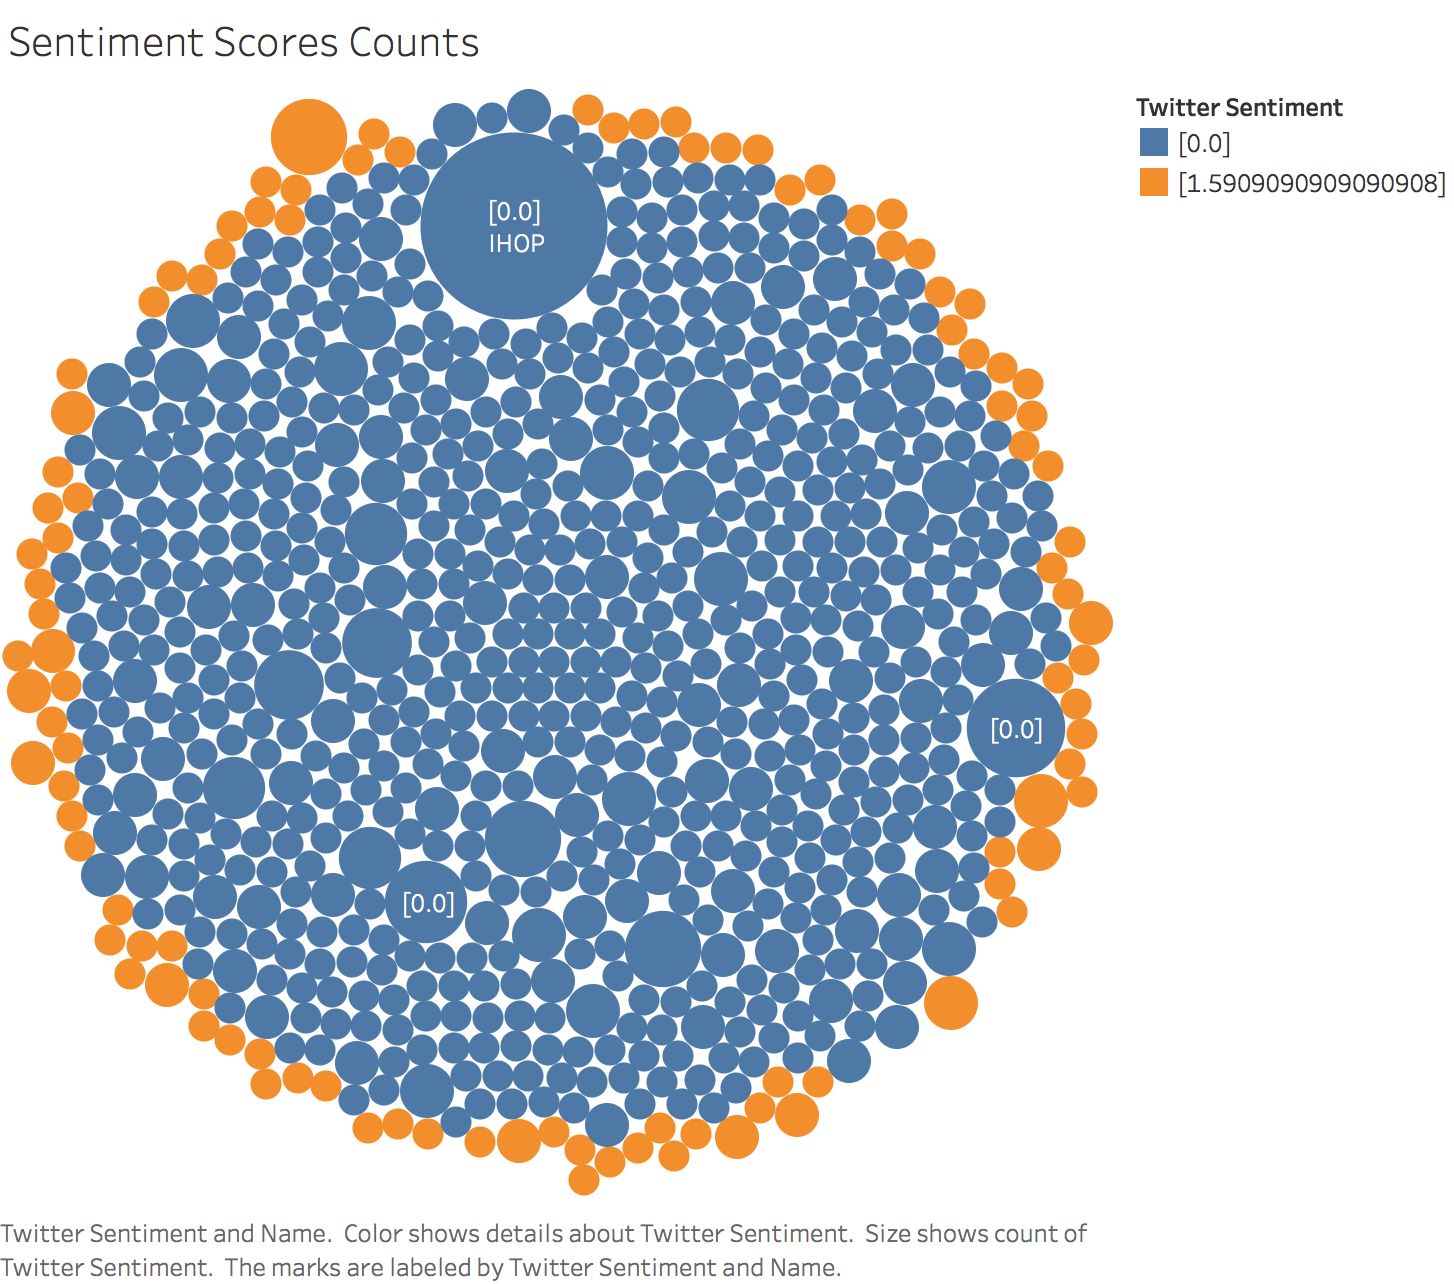 Sentiment Scores Counts
Twitter Sentiment
[0.0]
[1.5909090909090908]
[0.0]
IHOP
[0.0]
[0.0]
Twitter Sentiment and Name.  Color shows details about Twitter Sentiment.  Size shows count of
Twitter Sentiment.  The marks are labeled by Twitter Sentiment and Name.